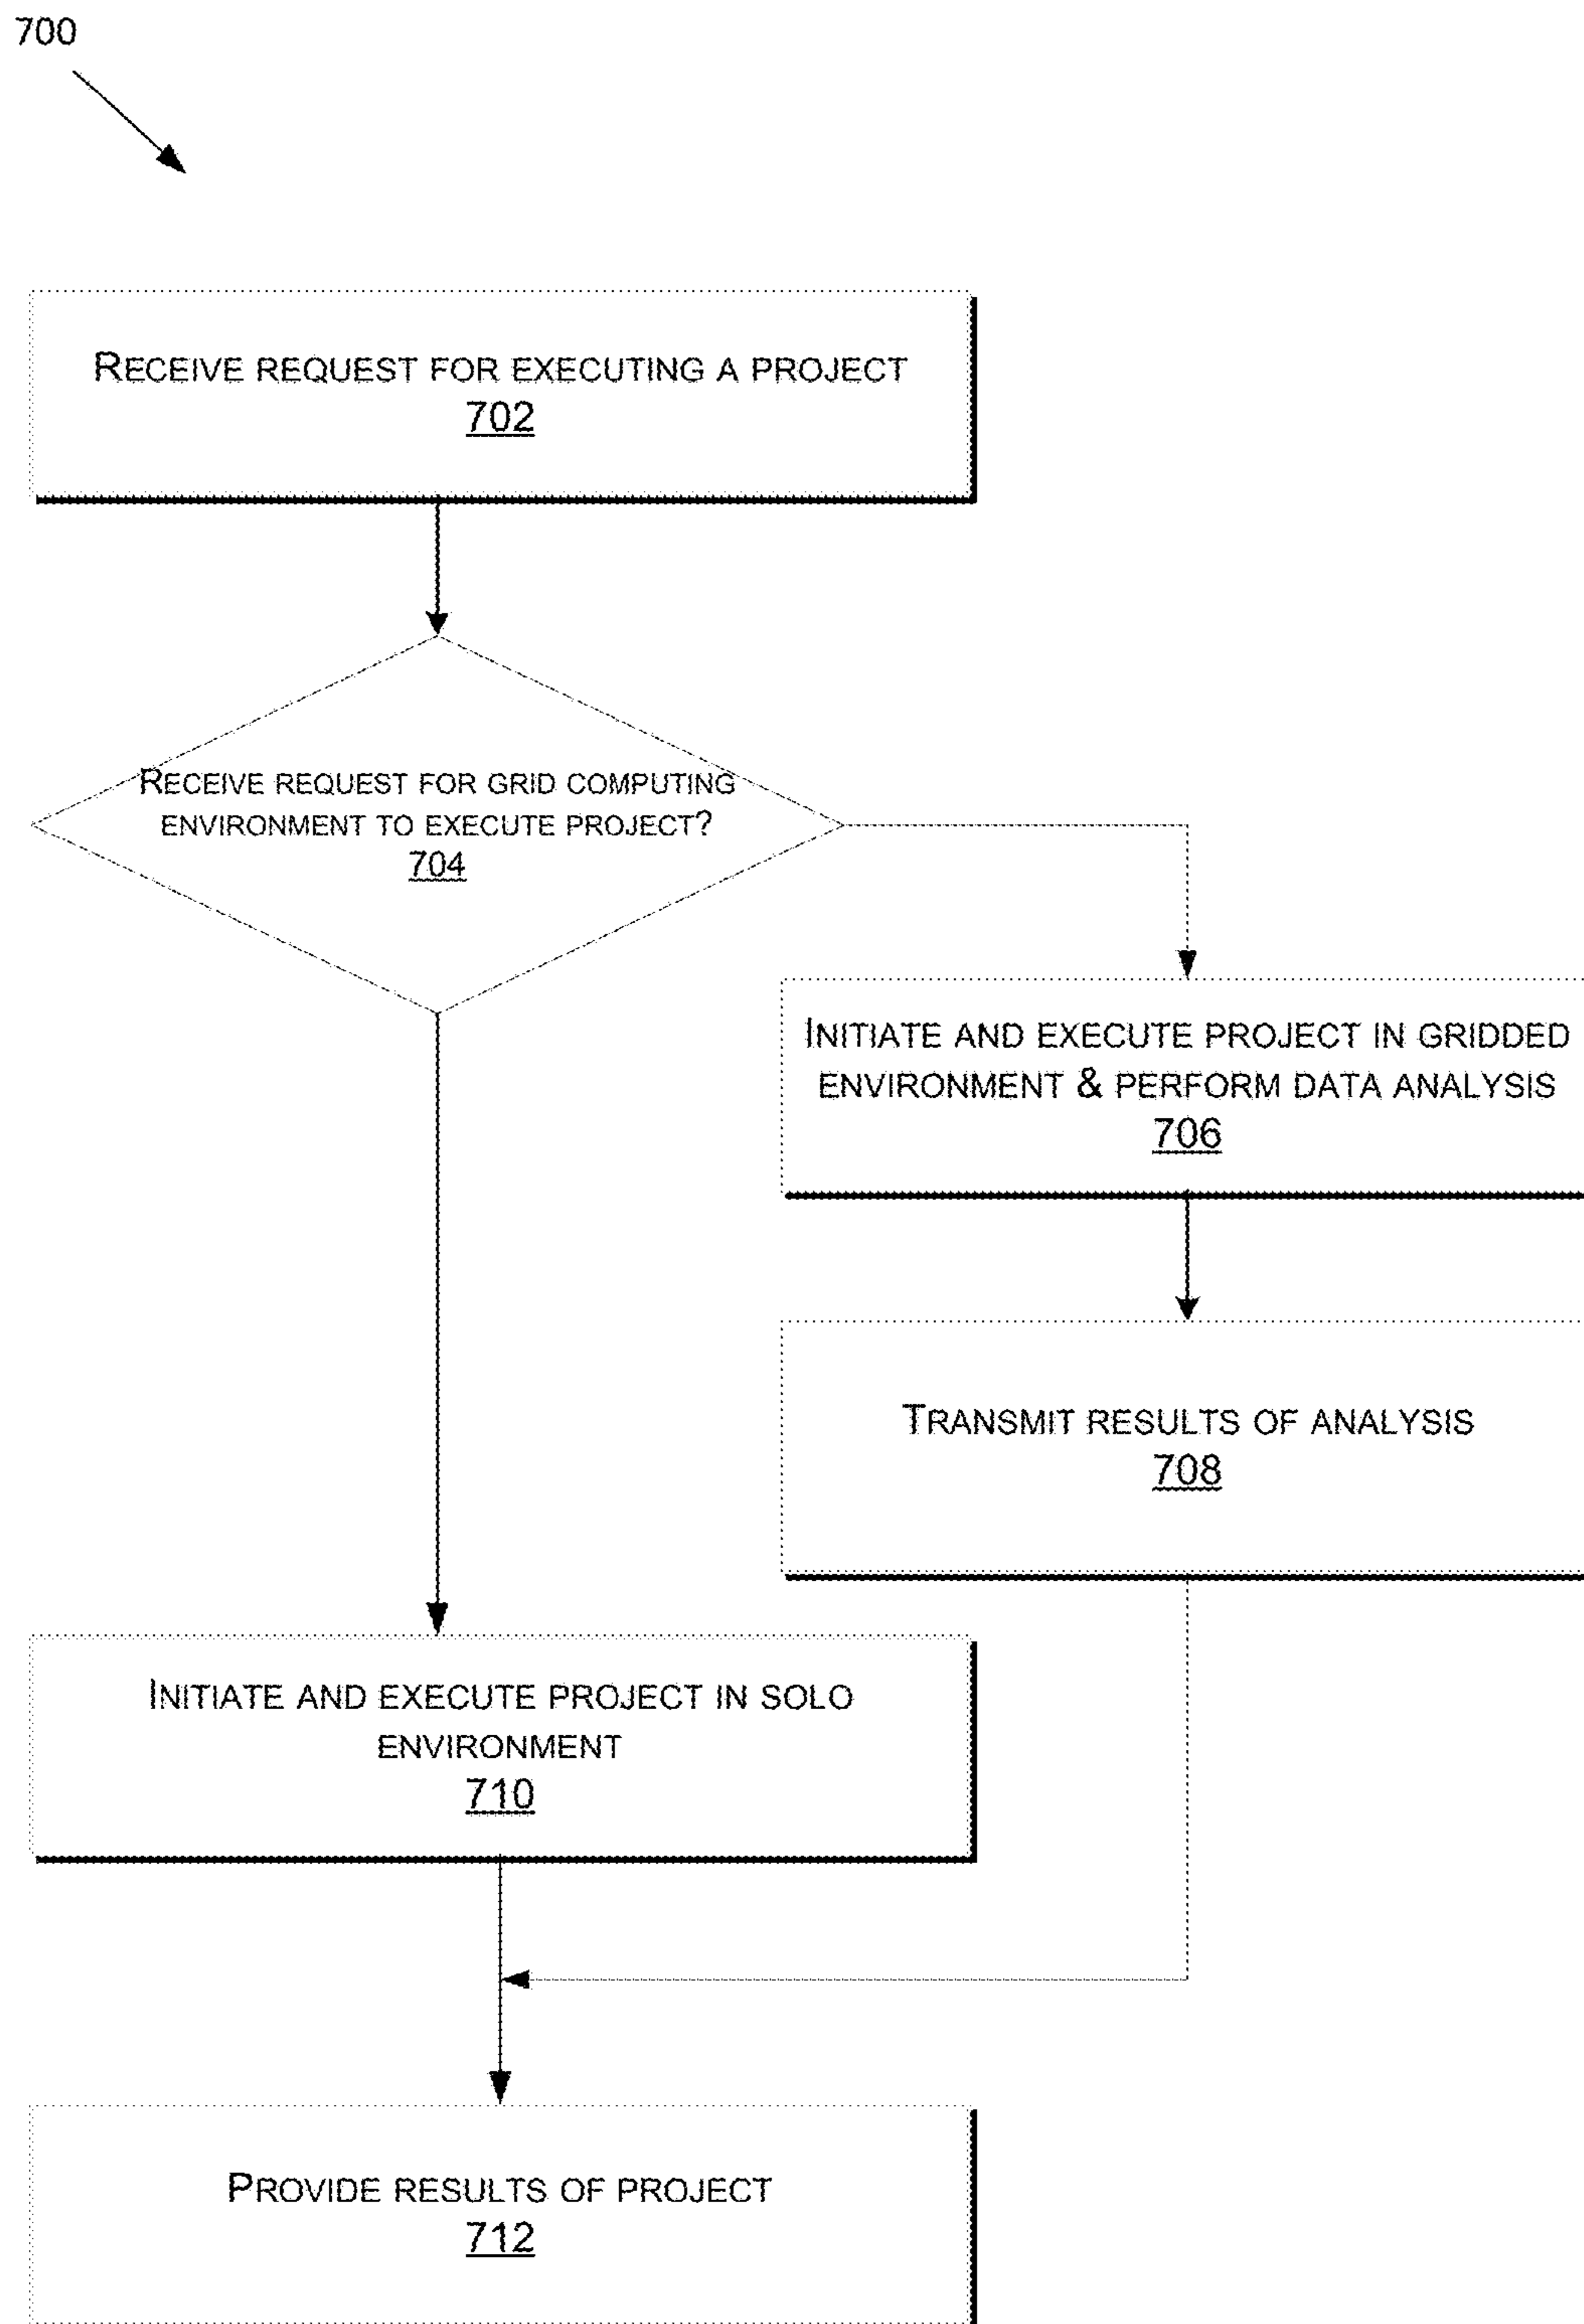 700
RECEIVE REQUEST FOR EXECUTING A PROJECT
702
RECEIVE REQUEST FOR GRID COMPUTING
ENVIRONMENT TO EXECUTE PROJECT?
704
INITIATE AND EXECUTE PROJECT IN GRIDDED
ENVIRONMENT & PERFORM DATA ANALYSIS
706
TRANSMIT RESULTS OF ANALYSIS
708
INITIATE AND EXECUTE PROJECT IN SOLO
ENVIRONMENT
710
PROVIDE RESULTS OF PROJECT
712